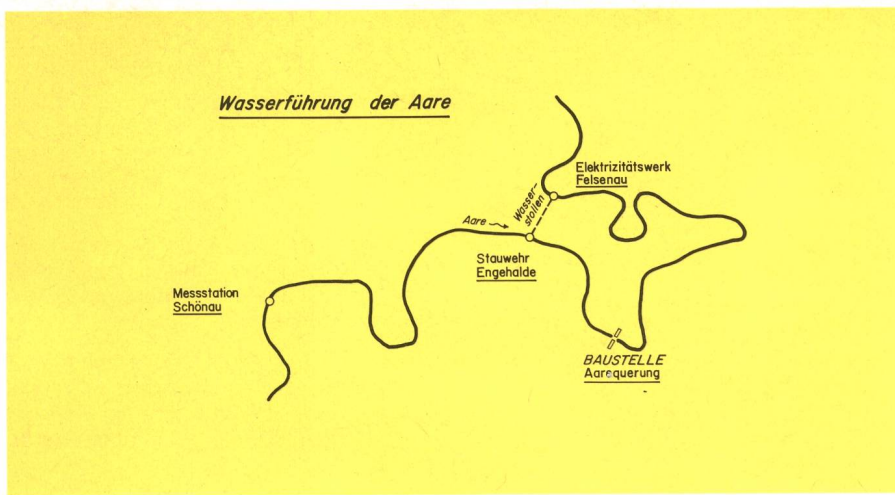 Wasserführung der Aare
Elektrizitätswerk
Felsenau
Wasser-
stollen
Aare
Stauwehr
Engehalde
Messstation
Schönau
BAUSTELLE
Aarequerung